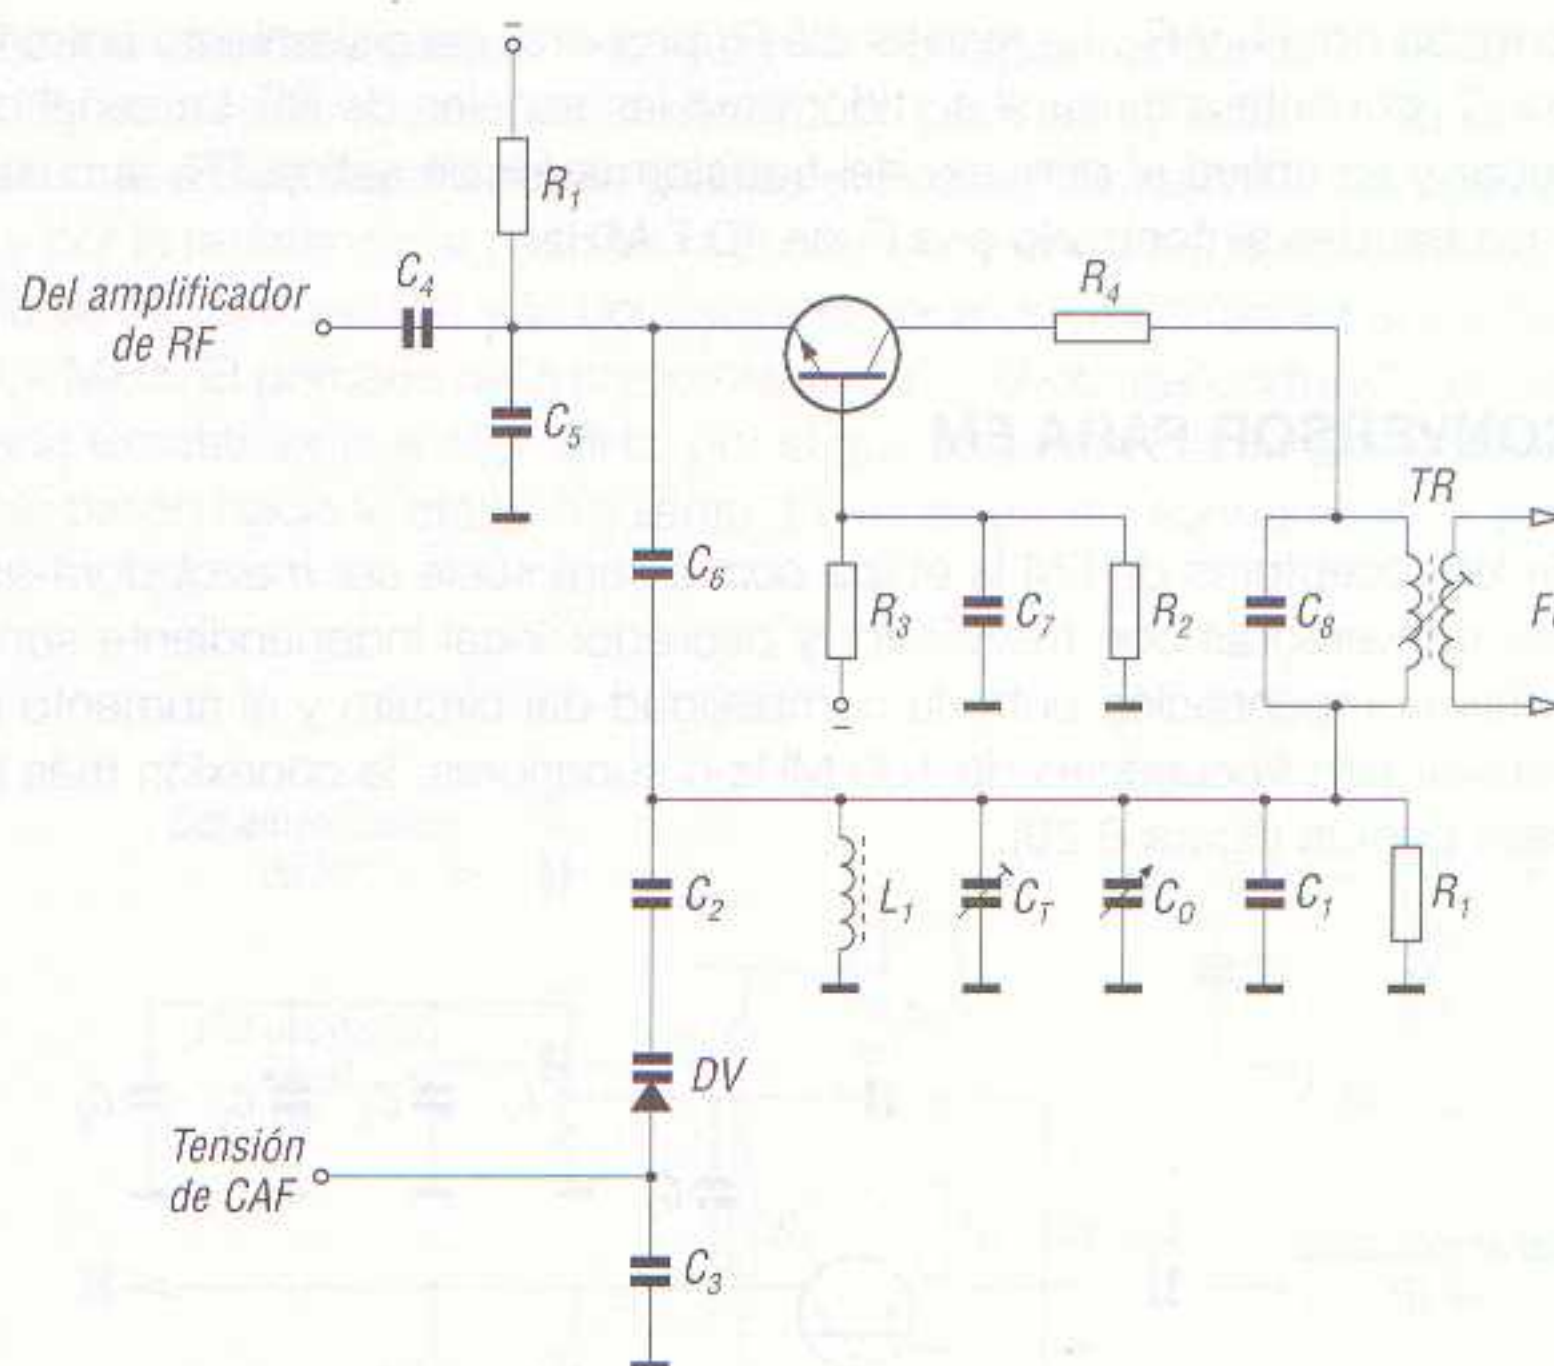 R1
Del amplificador
de RF
C4
R4
C5
TR
C6
R3
C7
R2
C8
C2
L1
CT
CO
C1
R1
DV
Tensión
de CAF
C3